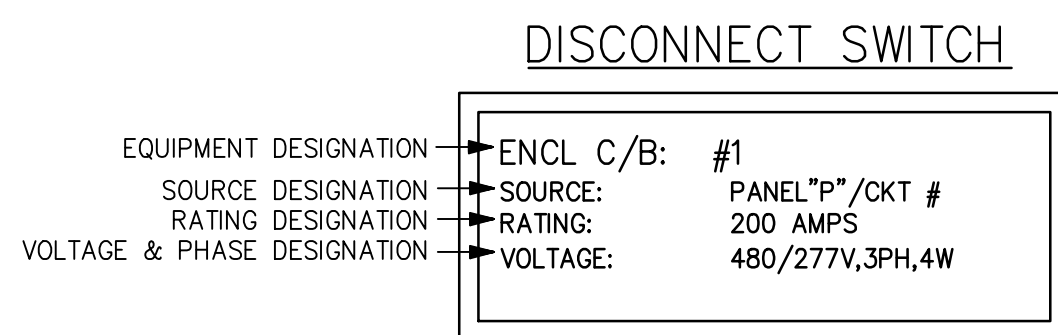 DISCONNECT SWITCH
EQUIPMENT DESIGNATION ENCL C/B: #1
SOURCE DESIGNATION SOURCE: PANEL"P"/CKT #
RATING DESIGNATION RATING: 200 AMPS
VOLTAGE & PHASE DESIGNATION VOLTAGE: 480/277V,3PH,4W